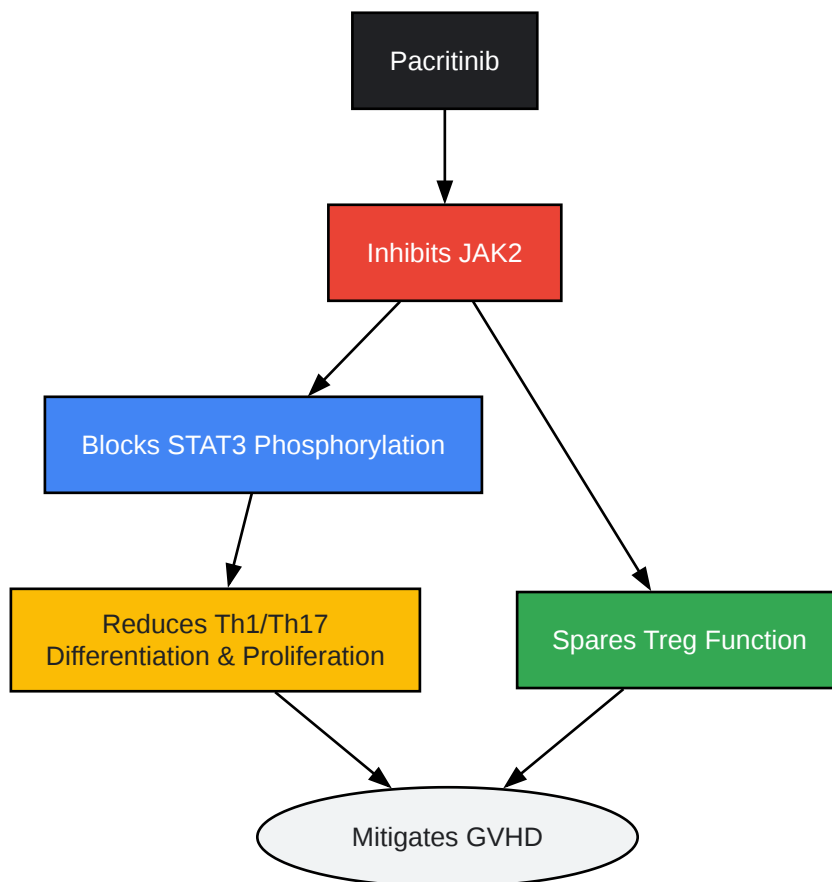 Pacritinib
Inhibits JAK2
Blocks STAT3 Phosphorylation
Reduces Th1/Th17
Differentiation & Proliferation
Spares Treg Function
Mitigates GVHD